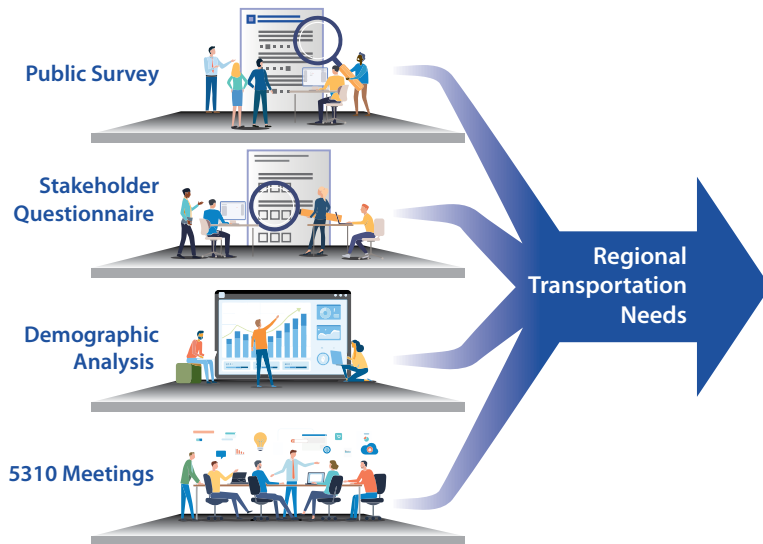 Public Survey
Stakeholder
Questionnaire
Demographic
Analysis
5310 Meetings
Regional
Transportation
Needs